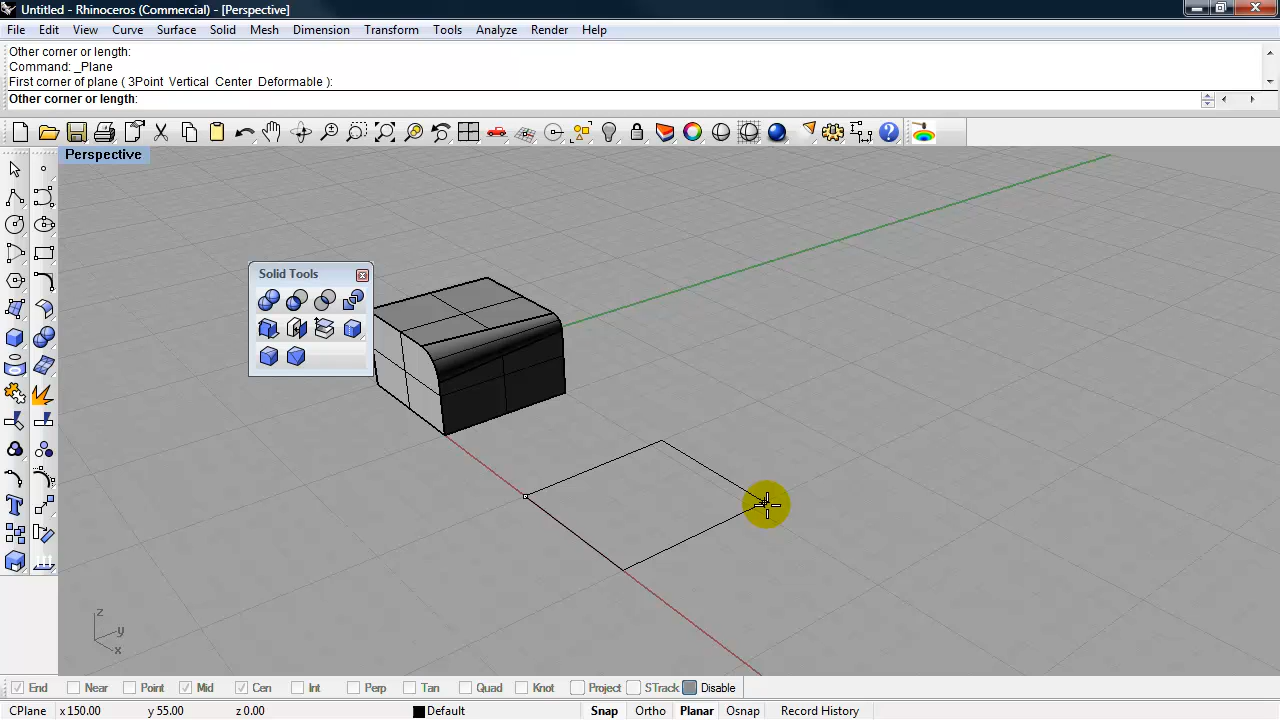 Untitled - Rhinoceros (Commercial) - [Perspective]
File Edit View Curve Surface Solid Mesh Dimension Transform Tools Analyze Render Help
Other corner or length:
Command: _Plane
First corner of plane ( 3Point Vertical Center Deformable ):
Other corner or length:
Perspective
Solid Tools
z
y
x
End Near Point Mid Cen Int Perp Tan Quad Knot Project STrack Disable
CPlane x 150.00 y 55.00 z 0.00 Default Snap Ortho Planar Osnap Record History